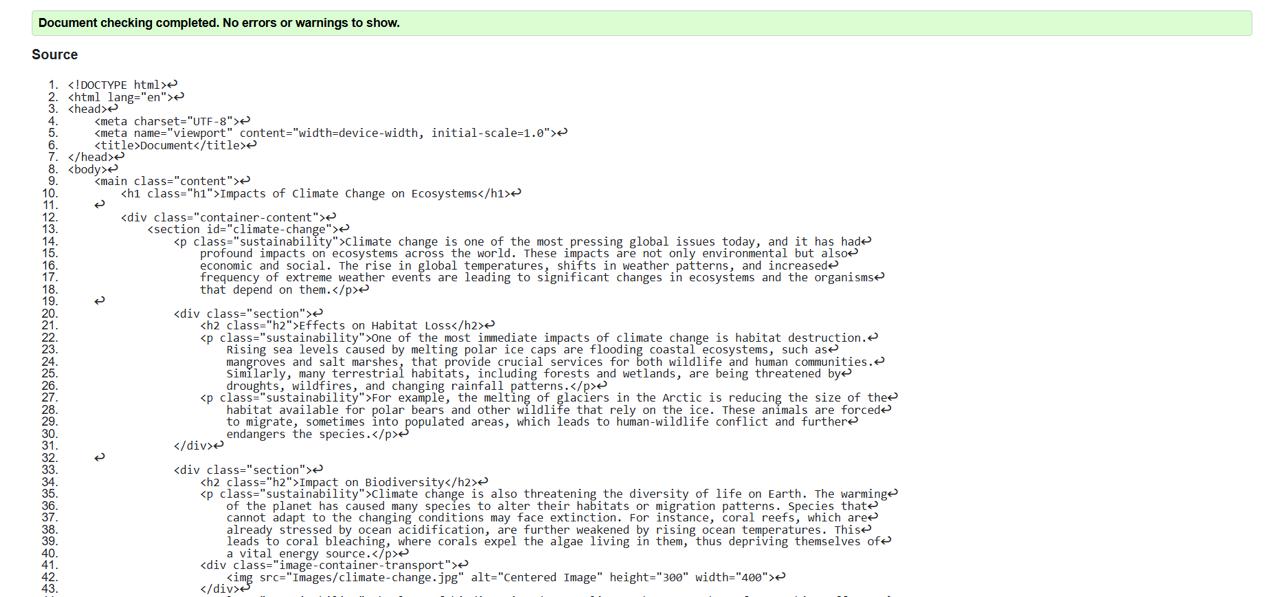 Document checking completed. No errors or warnings to show.
Source
1. <!DOCTYPE html>↩
2. <html lang="en">↩
3. <head>↩
4. <meta charset="UTF-8">↩
5. <meta name="viewport" content="width=device-width, initial-scale=1.0">↩
6. <title>Document</title>↩
7. </head>↩
8. <body>↩
9. <main class="content">↩
10. <h1 class="h1">Impacts of Climate Change on Ecosystems</h1>↩
11. ↩
12. <div class="container-content">↩
13. <section id="climate-change">↩
14. <p class="sustainability">Climate change is one of the most pressing global issues today, and it has had↩
15. profound impacts on ecosystems across the world. These impacts are not only environmental but also↩
16. economic and social. The rise in global temperatures, shifts in weather patterns, and increased↩
17. frequency of extreme weather events are leading to significant changes in ecosystems and the organisms↩
18. that depend on them.</p>↩
19. ↩
20. <div class="section">↩
21. <h2 class="h2">Effects on Habitat Loss</h2>↩
22. <p class="sustainability">One of the most immediate impacts of climate change is habitat destruction.↩
23. Rising sea levels caused by melting polar ice caps are flooding coastal ecosystems, such as↩
24. mangroves and salt marshes, that provide crucial services for both wildlife and human communities.↩
25. Similarly, many terrestrial habitats, including forests and wetlands, are being threatened by↩
26. droughts, wildfires, and changing rainfall patterns.</p>↩
27. <p class="sustainability">For example, the melting of glaciers in the Arctic is reducing the size of the↩
28. habitat available for polar bears and other wildlife that rely on the ice. These animals are forced↩
29. to migrate, sometimes into populated areas, which leads to human-wildlife conflict and further↩
30. endangers the species.</p>↩
31. </div>↩
32. ↩
33. <div class="section">↩
34. <h2 class="h2">Impact on Biodiversity</h2>↩
35. <p class="sustainability">Climate change is also threatening the diversity of life on Earth. The warming↩
36. of the planet has caused many species to alter their habitats or migration patterns. Species that↩
37. cannot adapt to the changing conditions may face extinction. For instance, coral reefs, which are↩
38. already stressed by ocean acidification, are further weakened by rising ocean temperatures. This↩
39. leads to coral bleaching, where corals expel the algae living in them, thus depriving themselves of↩
40. a vital energy source.</p>↩
41. <div class="image-container-transport">↩
42. <img src="Images/climate-change.jpg" alt="Centered Image" height="300" width="400">↩
43. </div>↩